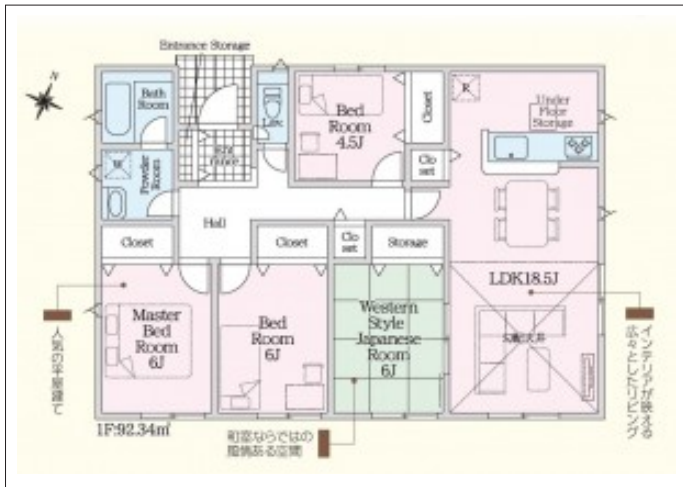 Entrance Storage
N
Bath
Room
Bed
Room
4.5J
Closet
R
Under
Floor
Storage
W
Powder
Room
Clo
set
Hall
Closet
Closet
Clo
set
Storage
LDK18.5J
Master
Bed
Room
6J
Bed
Room
6J
Western
Style
Japanese
Room
6J
勾配天井
人気の平屋建て
インテリアが映える
広々としたリビング
1F:92.34㎡
和室ならではの
風情ある空間